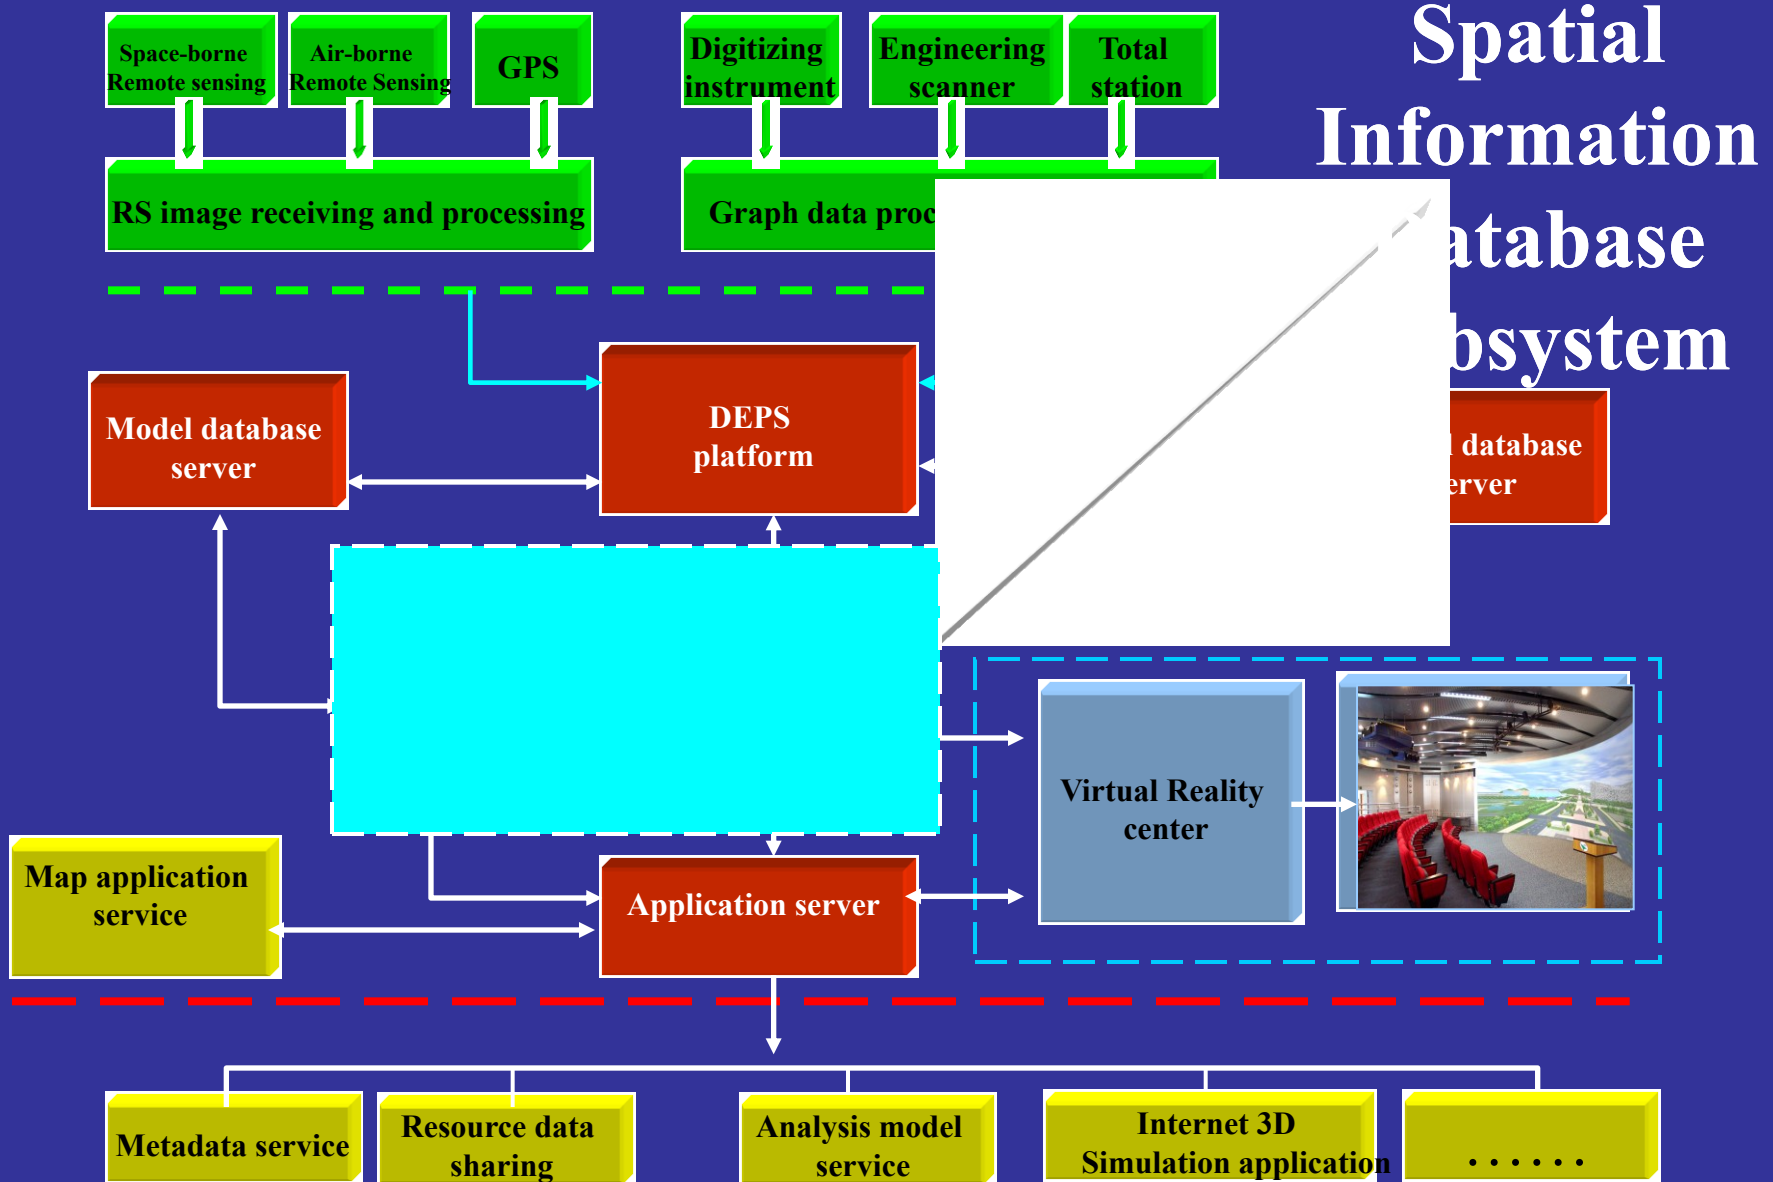 Spatial
Information
atabase
bsystem
Space-borne
Remote sensing
Air-borne
Remote Sensing
GPS
Digitizing
instrument
Engineering
scanner
Total
station
RS image receiving and processing
Graph data proc
DEPS
platform
Model database
server
database
erver
Virtual Reality
center
Map application
service
Application server
Metadata service
Resource data
sharing
Analysis model
service
Internet 3D
Simulation application
. . . . . .